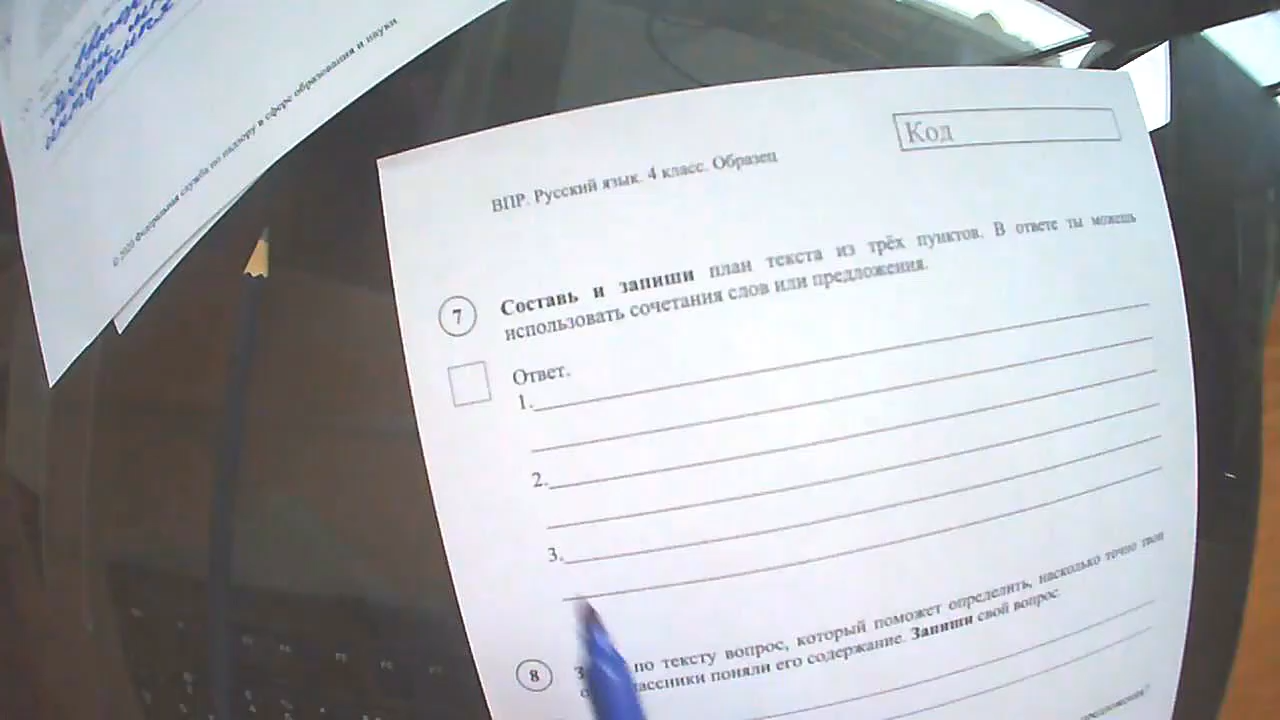 © 2020 Федеральная служба по надзору в сфере образования и науки
Код
ВПР. Русский язык. 4 класс. Образец
7
Составь и запиши план текста из трёх пунктов. В ответе ты можешь
использовать сочетания слов или предложения.
Ответ.
1.
2.
3.
8
по тексту вопрос, который поможет определить, насколько точно твои
поняли его содержание. Запиши свой вопрос.